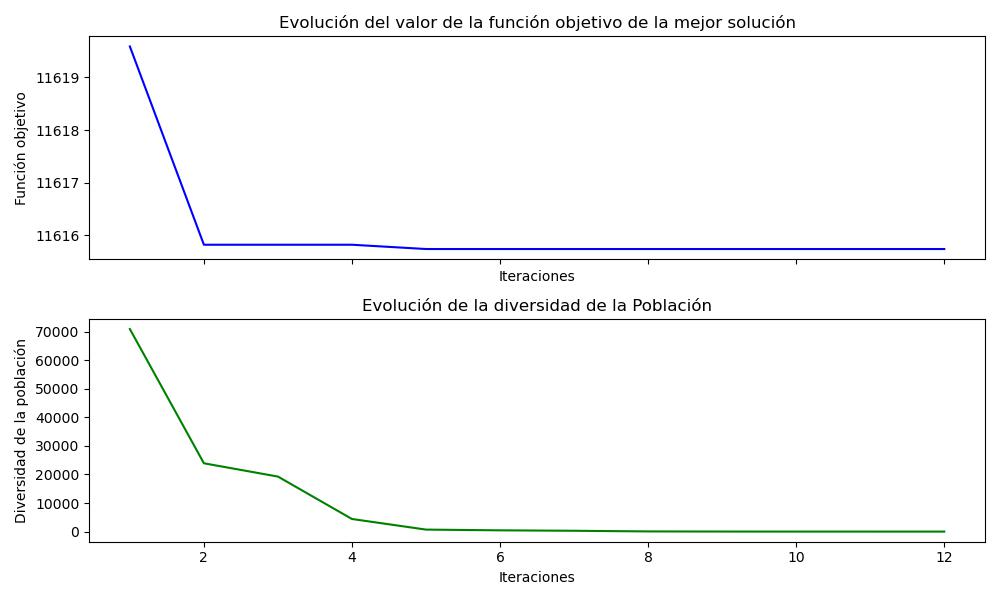 Evolución del valor de la función objetivo de la mejor solución
Función objetivo
11619
11618
11617
11616
Iteraciones
Evolución de la diversidad de la Población
Diversidad de la población
70000
60000
50000
40000
30000
20000
10000
0
2 4 6 8 10 12
Iteraciones